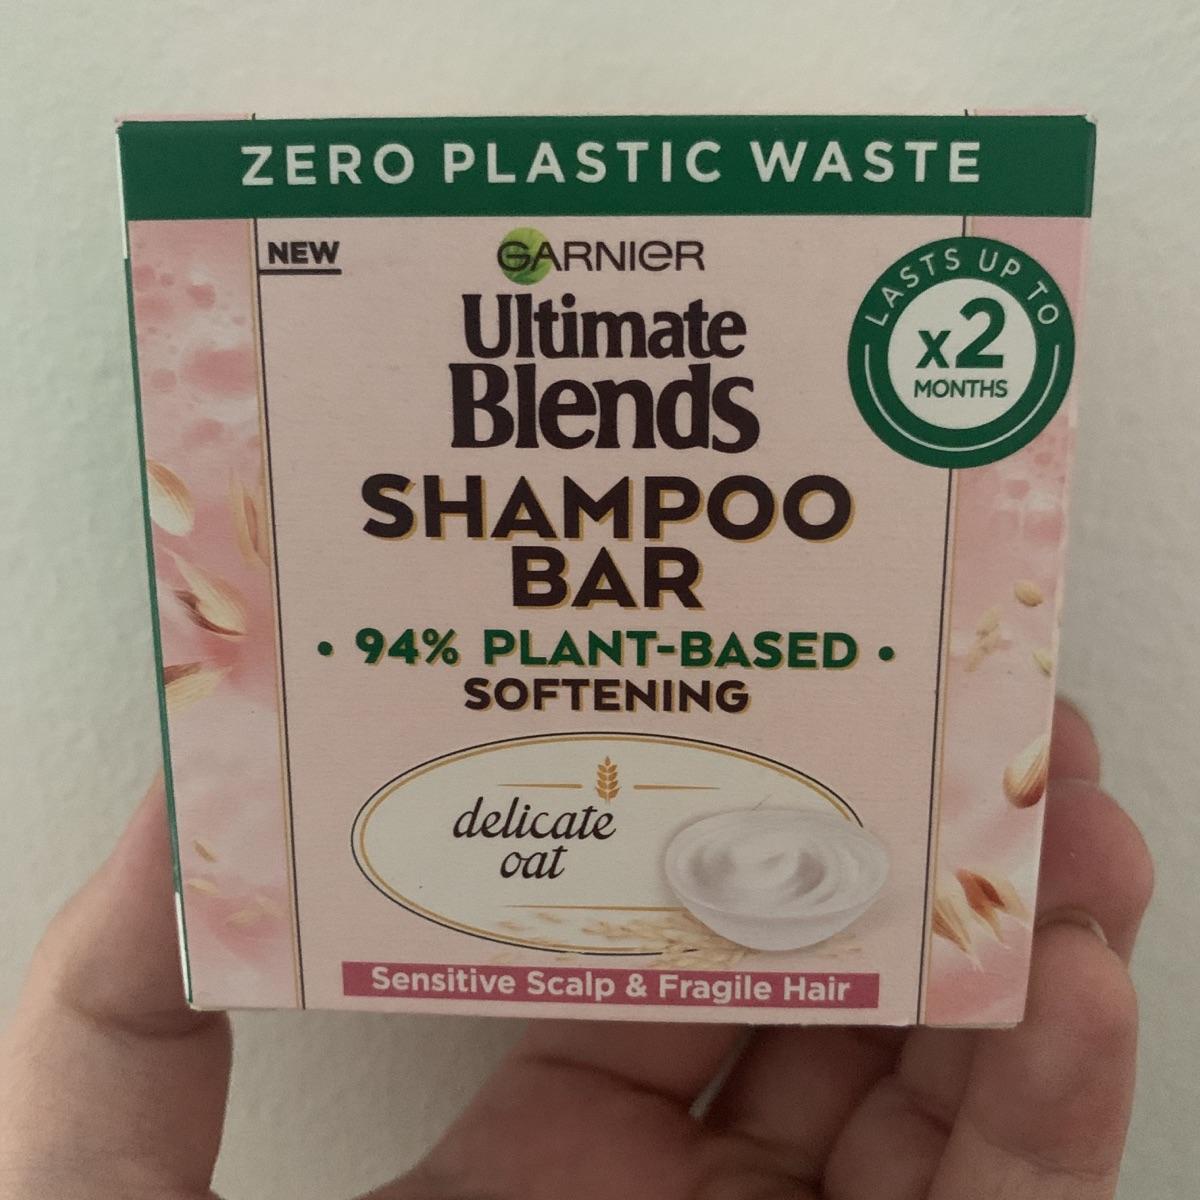 ZERO PLASTIC WASTE
NEW
GARNIER
Ultimate
Blends
LASTS UP TO
x2
MONTHS
SHAMPOO
BAR
• 94% PLANT-BASED •
SOFTENING
delicate
oat
Sensitive Scalp & Fragile Hair